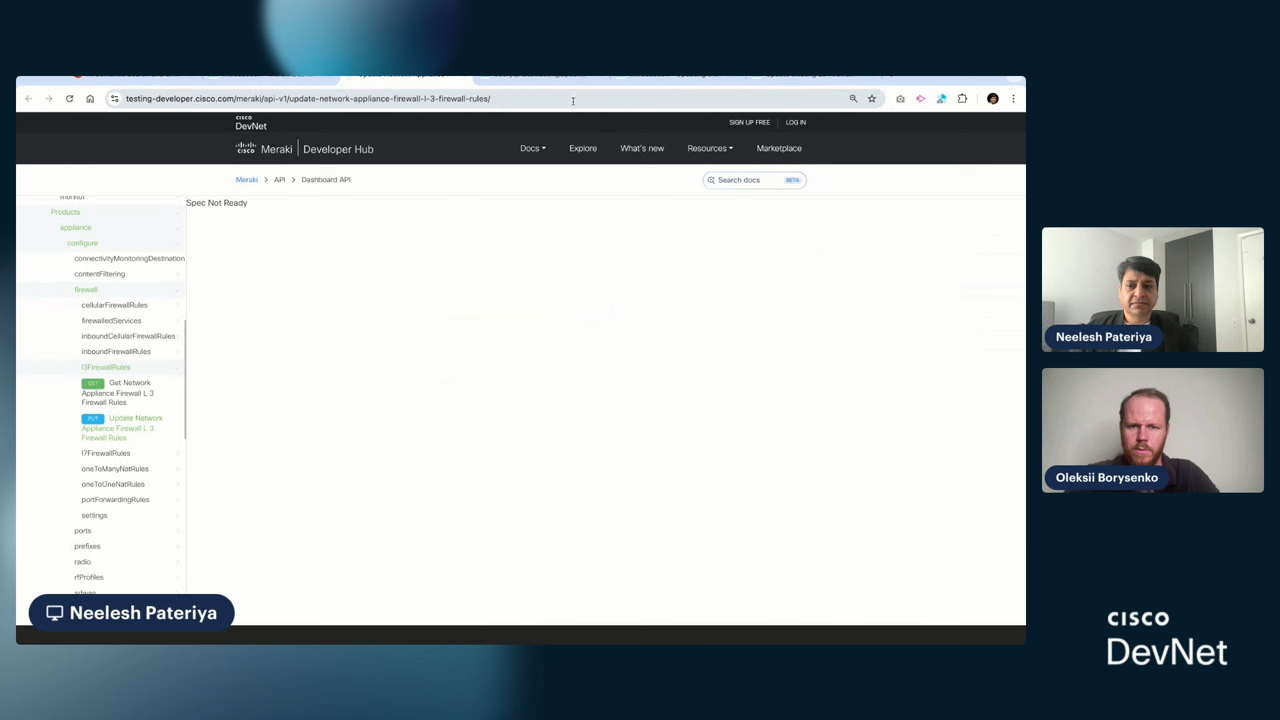 testing-developer.cisco.com/meraki/api-v1/update-network-appliance-firewall-l-3-firewall-rules/
CISCO
DevNet
SIGN UP FREE | LOG IN
CISCO Meraki | Developer Hub
Docs
Explore
What's new
Resources
Marketplace
Meraki > API > Dashboard API
Search docs BETA
monitor
Spec Not Ready
Products
appliance
configure
connectivityMonitoringDestination
contentFiltering
firewall
cellularFirewallRules
firewalledServices
inboundCellularFirewallRules
inboundFirewallRules
l3FirewallRules
GET Get Network
Appliance Firewall L 3
Firewall Rules
PUT Update Network
Appliance Firewall L 3
Firewall Rules
l7FirewallRules
oneToManyNatRules
oneToOneNatRules
portForwardingRules
settings
ports
prefixes
radio
rfProfiles
sdwan
Neelesh Pateriya
Neelesh Pateriya
Oleksii Borysenko
CISCO
DevNet